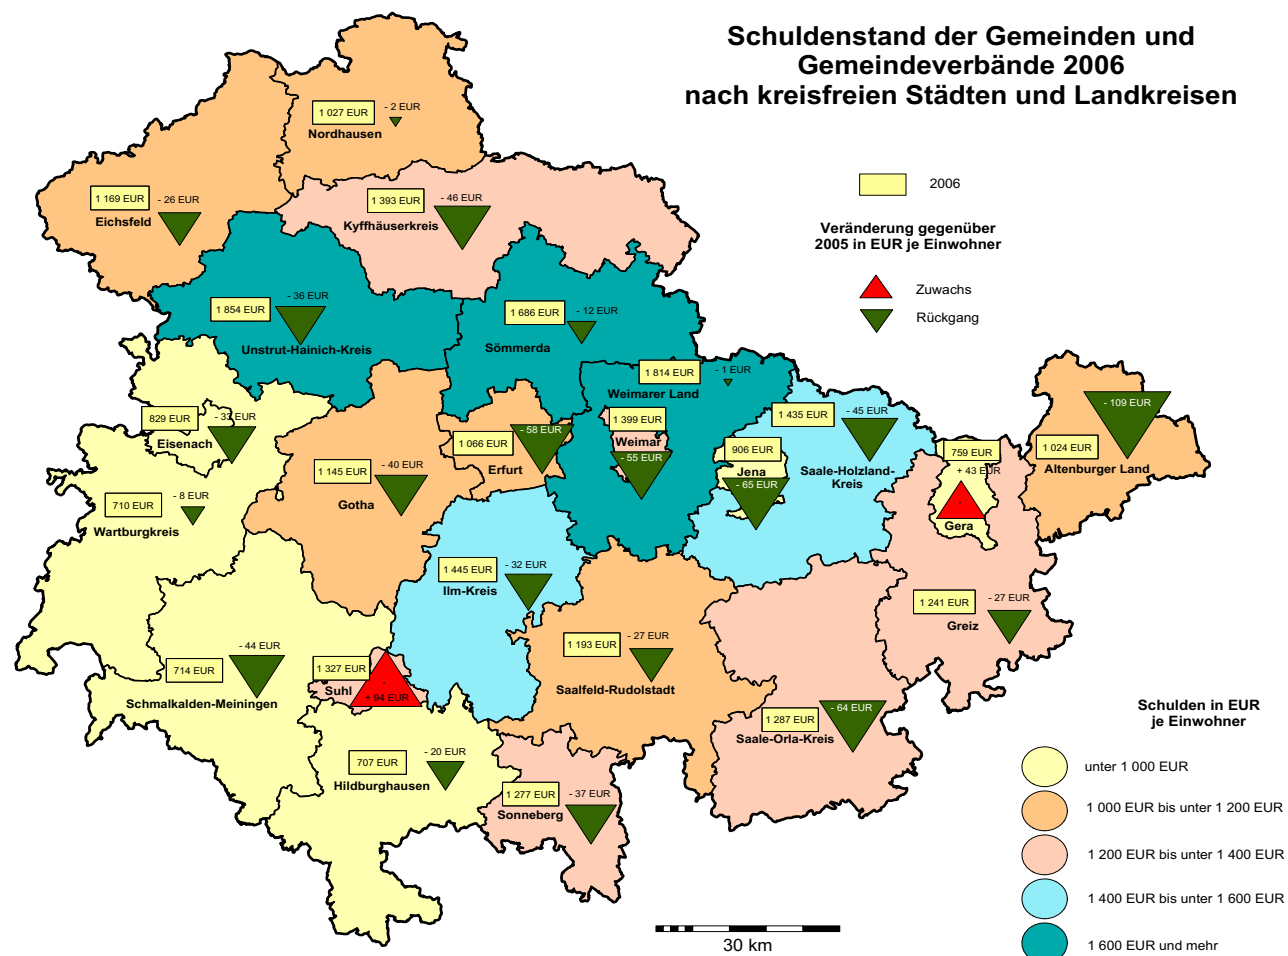 Schuldenstand der Gemeinden und
Gemeindeverbände 2006
nach kreisfreien Städten und Landkreisen
2006
Veränderung gegenüber
2005 in EUR je Einwohner
Zuwachs
Rückgang
1 027 EUR
- 2 EUR
Nordhausen
1 169 EUR
- 26 EUR
Eichsfeld
1 393 EUR
- 46 EUR
Kyffhäuserkreis
1 854 EUR
- 36 EUR
Unstrut-Hainich-Kreis
1 686 EUR
- 12 EUR
Sömmerda
1 814 EUR
- 1 EUR
Weimarer Land
829 EUR
- 33 EUR
Eisenach
1 066 EUR
- 58 EUR
Erfurt
1 399 EUR
Weimar
- 55 EUR
906 EUR
Jena
- 65 EUR
1 435 EUR
- 45 EUR
Saale-Holzland-
Kreis
759 EUR
+ 43 EUR
Gera
- 109 EUR
1 024 EUR
Altenburger Land
1 145 EUR
- 40 EUR
Gotha
710 EUR
- 8 EUR
Wartburgkreis
1 445 EUR
- 32 EUR
Ilm-Kreis
1 241 EUR
- 27 EUR
Greiz
1 193 EUR
- 27 EUR
Saalfeld-Rudolstadt
714 EUR
- 44 EUR
Schmalkalden-Meiningen
1 327 EUR
Suhl
+ 94 EUR
1 287 EUR
- 64 EUR
Saale-Orla-Kreis
707 EUR
- 20 EUR
Hildburghausen
1 277 EUR
- 37 EUR
Sonneberg
Schulden in EUR
je Einwohner
unter 1 000 EUR
1 000 EUR bis unter 1 200 EUR
1 200 EUR bis unter 1 400 EUR
1 400 EUR bis unter 1 600 EUR
1 600 EUR und mehr
30 km